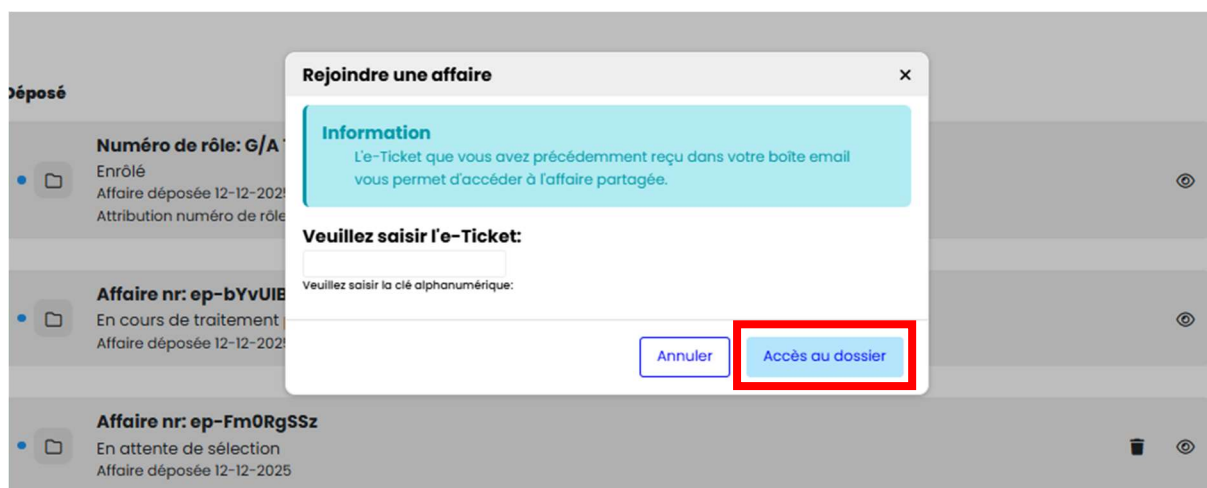 Rejoindre une affaire
Déposé
Information
L'e-Ticket que vous avez précédemment reçu dans votre boîte email
vous permet d'accéder à l'affaire partagée.
Numéro de rôle: G/A
Enrôlé
Affaire déposée 12-12-202
Attribution numéro de rôle
Veuillez saisir l'e-Ticket:
Veuillez saisir la clé alphanumérique:
Affaire nr: ep-bYvUIB
En cours de traitement
Affaire déposée 12-12-202
Annuler
Accès au dossier
Affaire nr: ep-Fm0RgSSz
En attente de sélection
Affaire déposée 12-12-2025